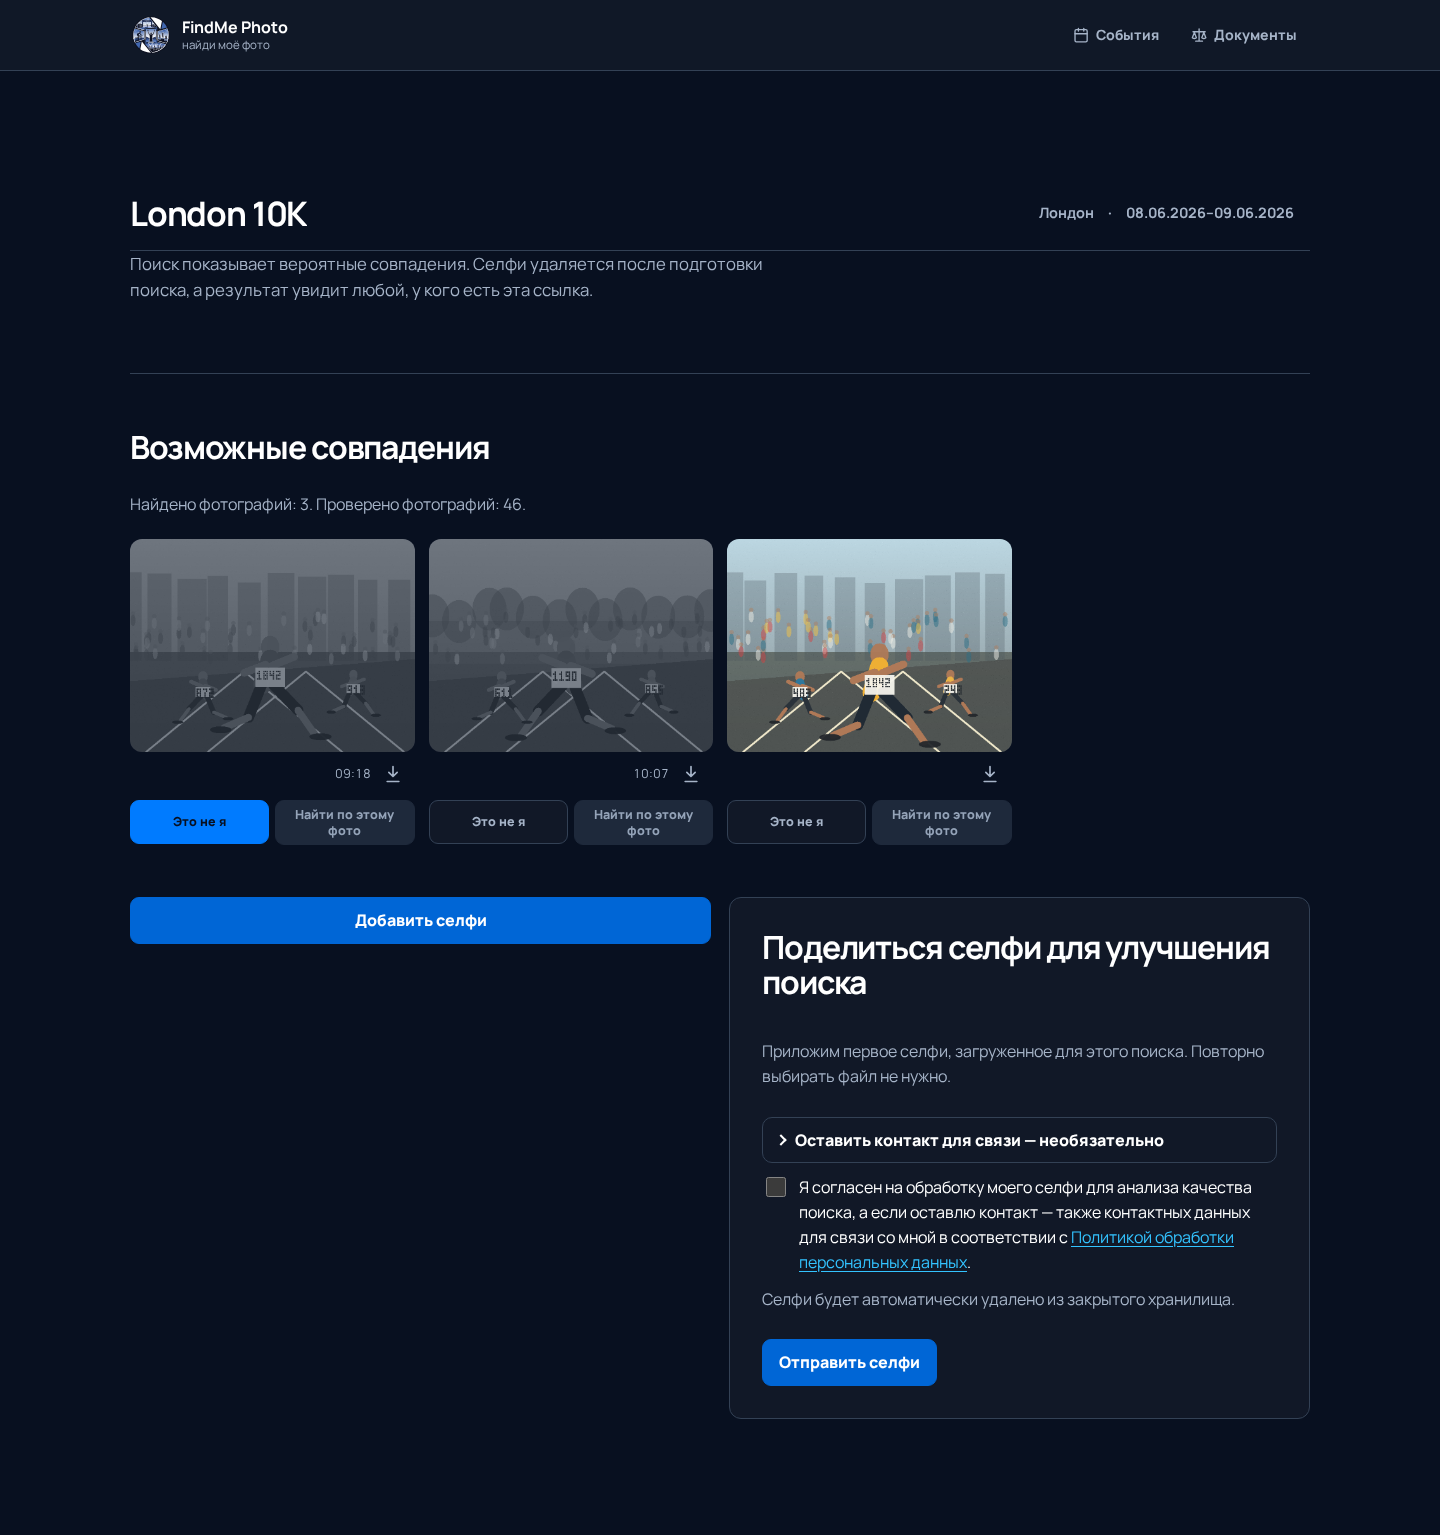 FindMe Photo
найди моё фото
События
Документы
London 10K
Лондон · 08.06.2026–09.06.2026
Поиск показывает вероятные совпадения. Селфи удаляется после подготовки
поиска, а результат увидит любой, у кого есть эта ссылка.
Возможные совпадения
Найдено фотографий: 3. Проверено фотографий: 46.
1842
1190
1842
483
09:18
10:07
Это не я
Найти по этому
фото
Это не я
Найти по этому
фото
Это не я
Найти по этому
фото
Добавить селфи
Поделиться селфи для улучшения
поиска
Приложим первое селфи, загруженное для этого поиска. Повторно
выбирать файл не нужно.
Оставить контакт для связи — необязательно
Я согласен на обработку моего селфи для анализа качества
поиска, а если оставлю контакт — также контактных данных
для связи со мной в соответствии с Политикой обработки
персональных данных.
Селфи будет автоматически удалено из закрытого хранилища.
Отправить селфи